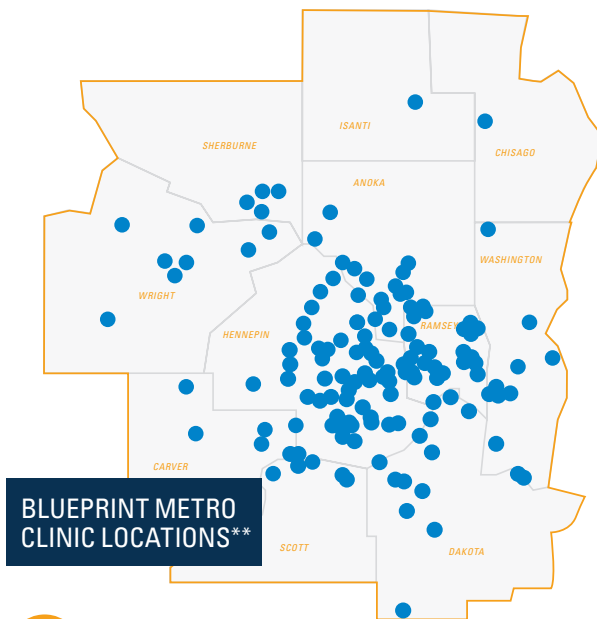 ISANTI
SHERBURNE
CHISAGO
ANOKA
WASHINGTON
WRIGHT
RAMSEY
HENNEPIN
CARVER
BLUEPRINT METRO
CLINIC LOCATIONS**
SCOTT
DAKOTA